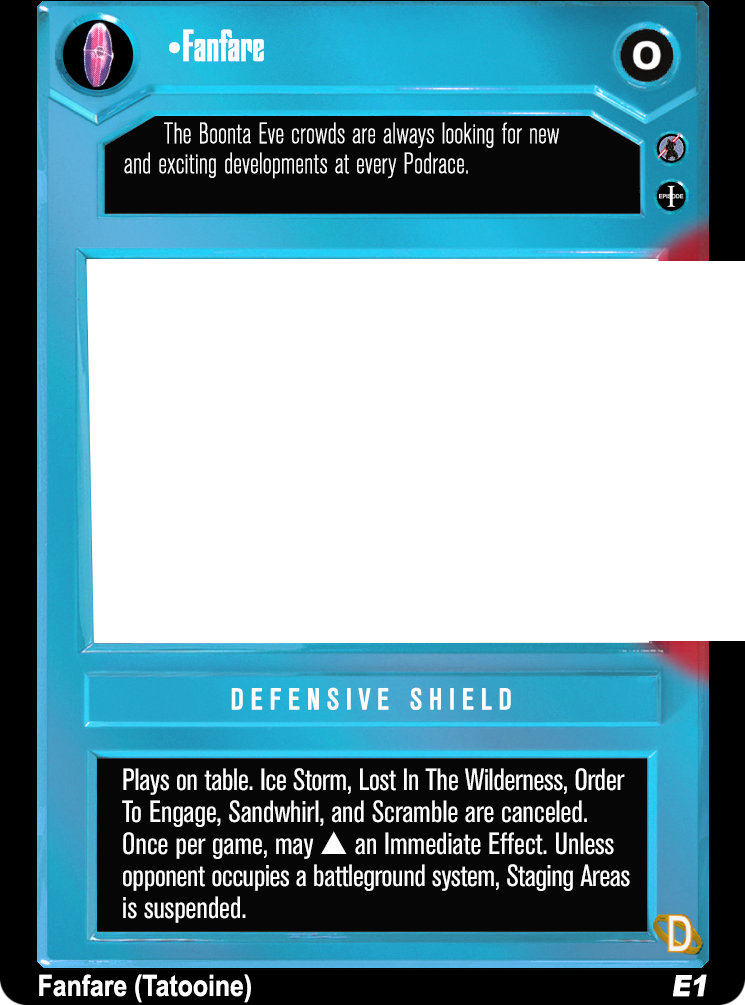 •Fanfare
0
The Boonta Eve crowds are always looking for new
and exciting developments at every Podrace.
EPISODE
I
DEFENSIVE SHIELD
Plays on table. Ice Storm, Lost In The Wilderness, Order
To Engage, Sandwhirl, and Scramble are canceled.
Once per game, may ▲ an Immediate Effect. Unless
opponent occupies a battleground system, Staging Areas
is suspended.
D
Fanfare (Tatooine)
E1